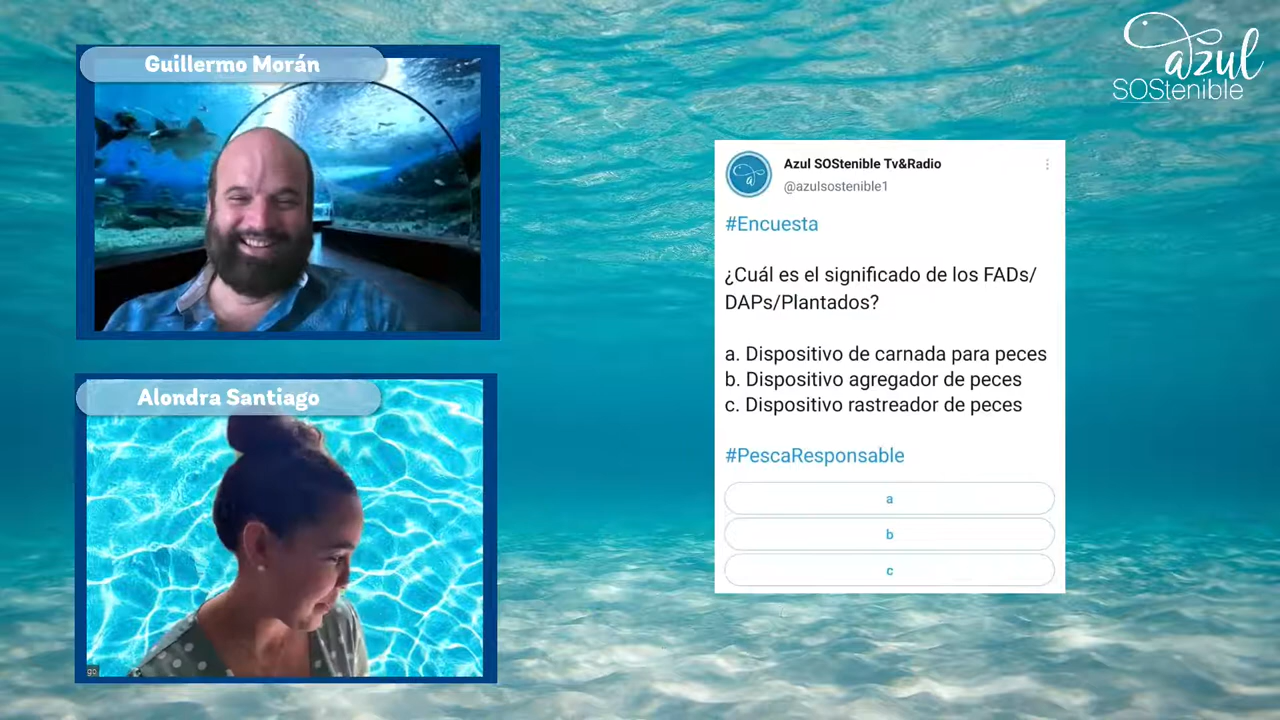 Guillermo Morán
Alondra Santiago
go
azul
SOStenible
Azul SOStenible Tv&Radio
@azulsostenible1
#Encuesta
¿Cuál es el significado de los FADs/
DAPs/Plantados?
a. Dispositivo de carnada para peces
b. Dispositivo agregador de peces
c. Dispositivo rastreador de peces
#PescaResponsable
a
b
c